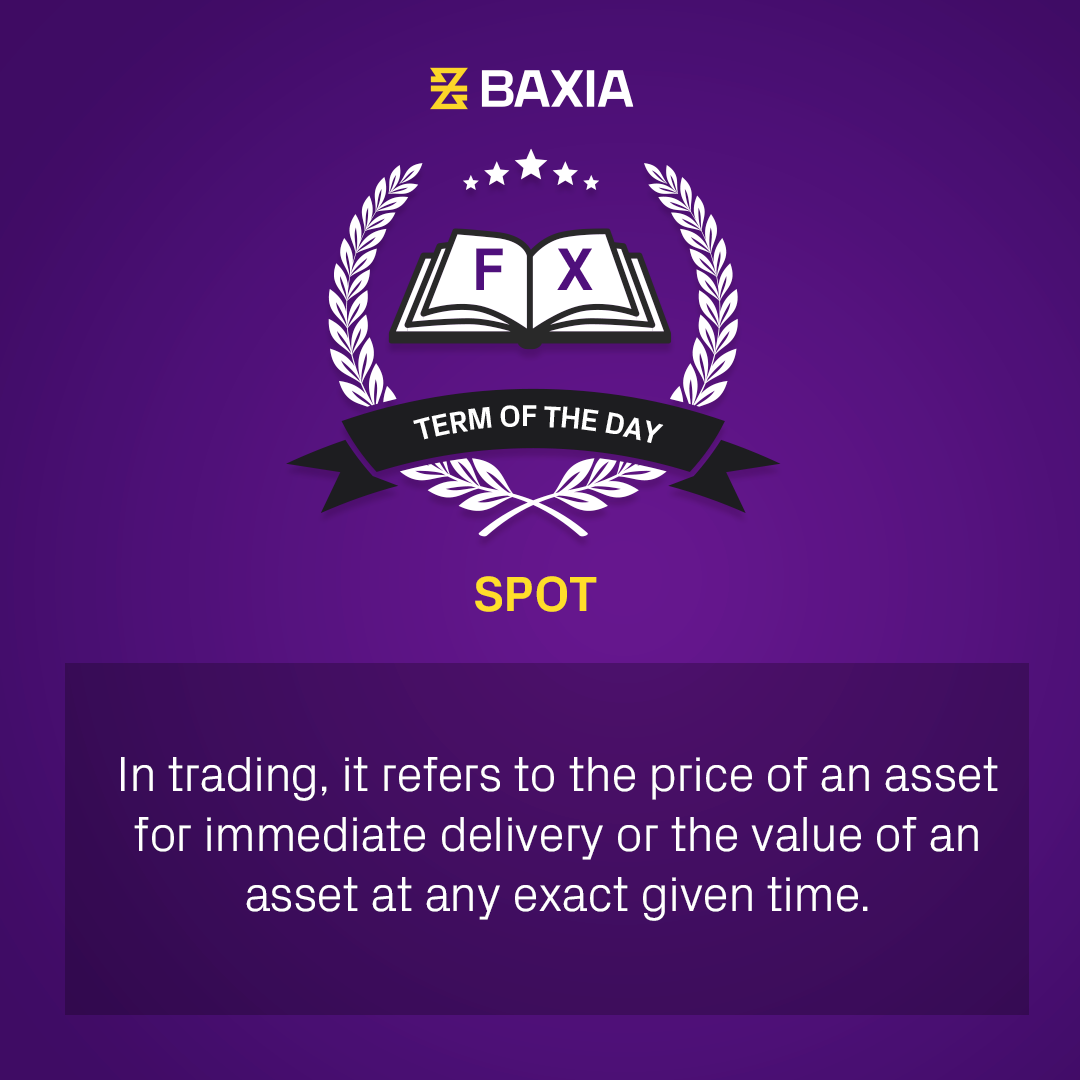 BAXIA
F X
TERM OF THE DAY
SPOT
In trading, it refers to the price of an asset
for immediate delivery or the value of an
asset at any exact given time.